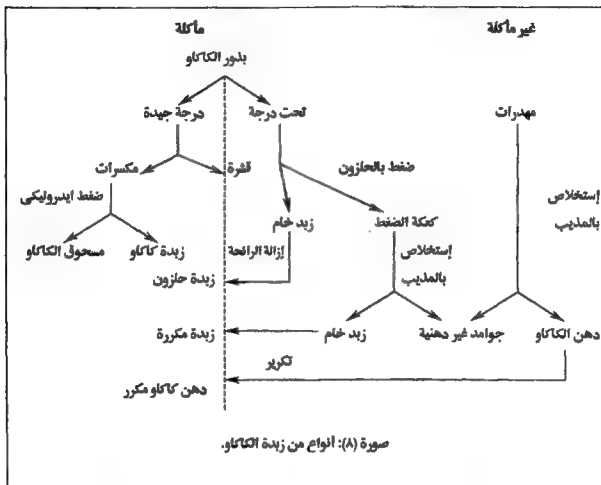 مأكلة
غير مأكلة
بذور الكاكاو
درجة جيدة
تحت درجة
مهدرات
مكسرات
قشرة
ضغط بالحلزون
إستخلاص
بالمذيب
ضغط ايدروليكى
زبد خام
كعكة الضغط
مسحوق الكاكاو
زبدة كاكاو
إزالة الرائحة
إستخلاص
بالمذيب
زبدة حلزون
زبدة مكررة
زبد خام
جوامد غير دهنية
دهن الكاكاو
تكرير
دهن كاكاو مكرر
صورة (٨): أنواع من زبدة الكاكاو.